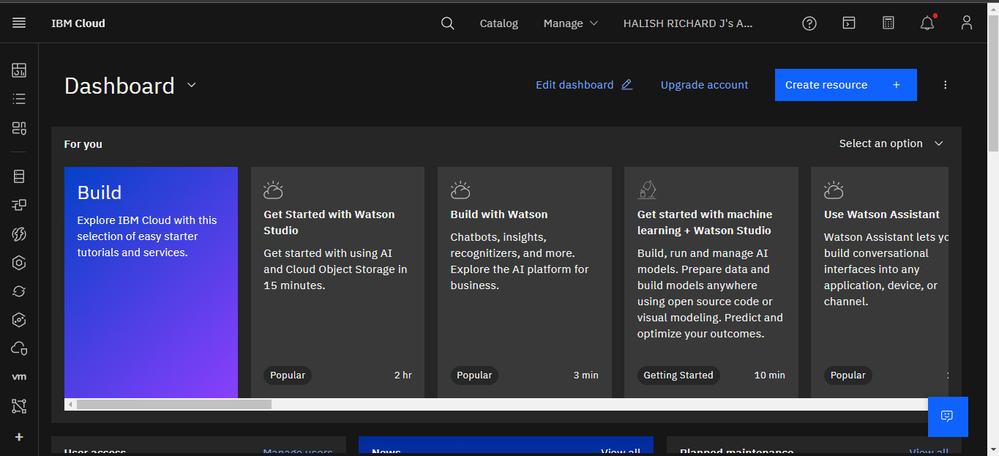 IBM Cloud
Catalog
Manage
HALISH RICHARD J's A...
Dashboard
Edit dashboard
Upgrade account
Create resource +
For you
Select an option
Build
Explore IBM Cloud with this
selection of easy starter
tutorials and services.
Get Started with Watson
Studio
Get started with using AI
and Cloud Object Storage in
15 minutes.
Popular
2 hr
Build with Watson
Chatbots, insights,
recognitizers, and more.
Explore the AI platform for
business.
Popular
3 min
Get started with machine
learning + Watson Studio
Build, run and manage AI
models. Prepare data and
build models anywhere
using open source code or
visual modeling. Predict and
optimize your outcomes.
Getting Started
10 min
Use Watson Assistant
Watson Assistant lets yo
build conversational
interfaces into any
application, device, or
channel.
Popular
vm
User access
Manage users
News
View all
Planned maintenance
View all